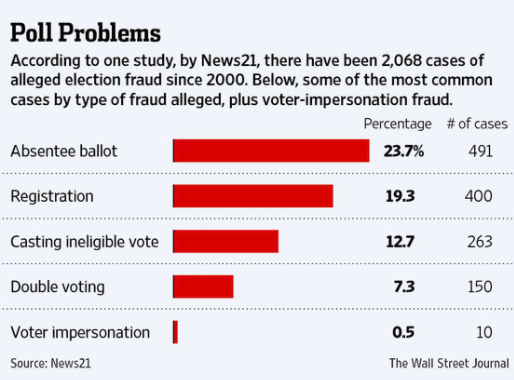 Poll Problems
According to one study, by News21, there have been 2,068 cases of
alleged election fraud since 2000. Below, some of the most common
cases by type of fraud alleged, plus voter-impersonation fraud.
Percentage # of cases
Absentee ballot 23.7% 491
Registration 19.3 400
Casting ineligible vote 12.7 263
Double voting 7.3 150
Voter impersonation 0.5 10
Source: News21 The Wall Street Journal